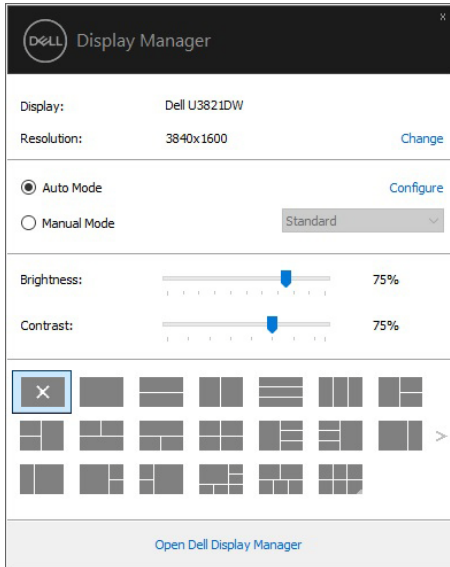 x
DELL Display Manager
Display: Dell U3821DW
Resolution: 3840x1600 Change
Auto Mode Configure
Manual Mode Standard
Brightness: 75%
Contrast: 75%
Open Dell Display Manager